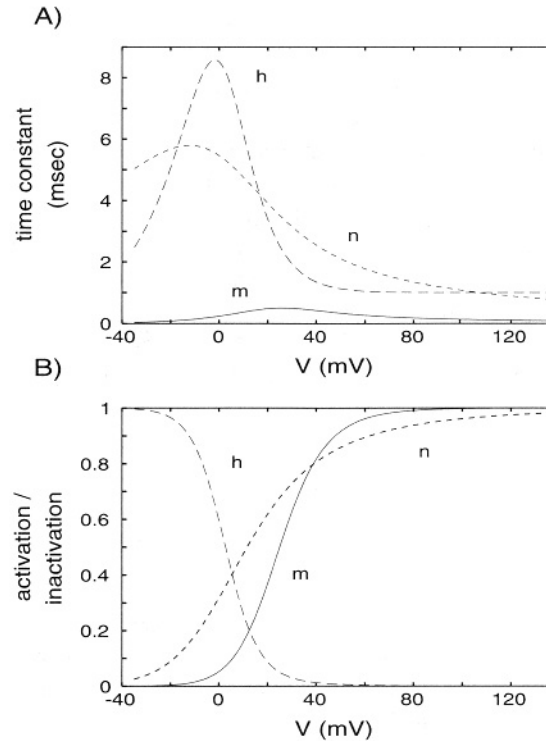 A)
8
6
4
2
0
time constant
(msec)
h
n
m
-40
0
40
80
120
V (mV)
B)
1
0.8
0.6
0.4
0.2
0
activation /
inactivation
h
n
m
-40
0
40
80
120
V (mV)